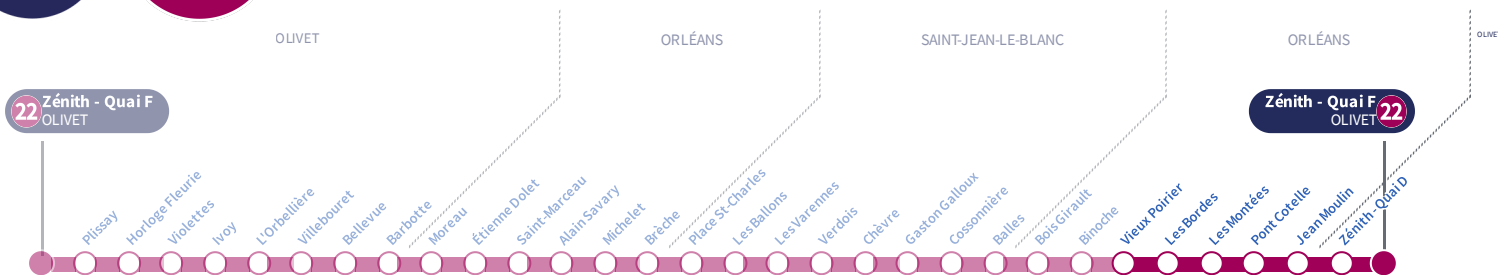 OLIVET
ORLÉANS
SAINT-JEAN-LE-BLANC
ORLÉANS
OLIVE
22 Zénith - Quai F
OLIVET
Zénith - Quai F 22
OLIVET
Plissay
Horloge Fleurie
Violettes
Ivoy
L'Orbellière
Villebouret
Bellevue
Barbotte
Moreau
Étienne Dolet
Saint-Marceau
Alain Savary
Michelet
Brèche
Place St-Charles
Les Ballons
Les Varennes
Verdois
Chèvre
Gaston Galloux
Cossonnière
Balles
Bois Girault
Binoche
Vieux Poirier
Les Bordes
Les Montées
Pont Cotelle
Jean Moulin
Zénith - Quai D